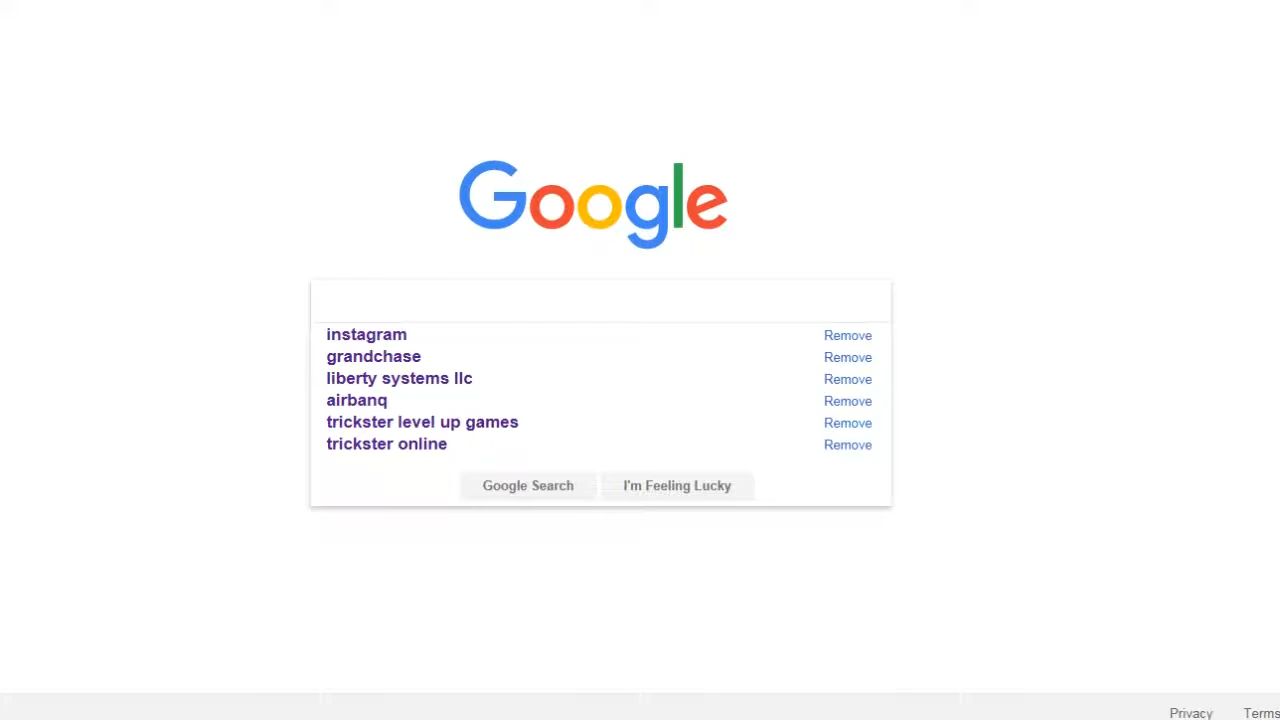 Google
instagram Remove
grandchase Remove
liberty systems llc Remove
airbanq Remove
trickster level up games Remove
trickster online Remove
Google Search I'm Feeling Lucky
Privacy Terms